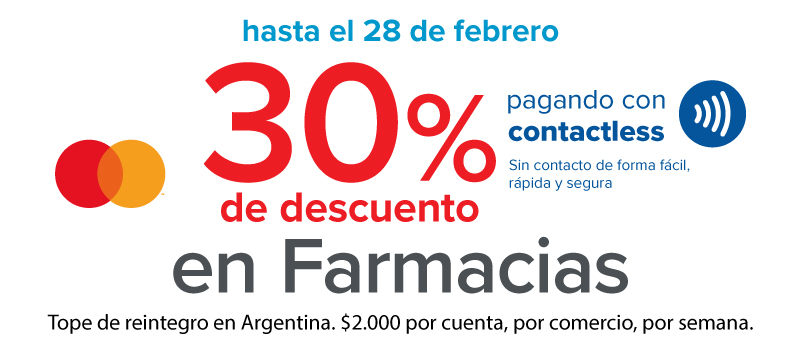 hasta el 28 de febrero
30%
de descuento
pagando con
contactless
Sin contacto de forma fácil,
rápida y segura
en Farmacias
Tope de reintegro en Argentina. $2.000 por cuenta, por comercio, por semana.